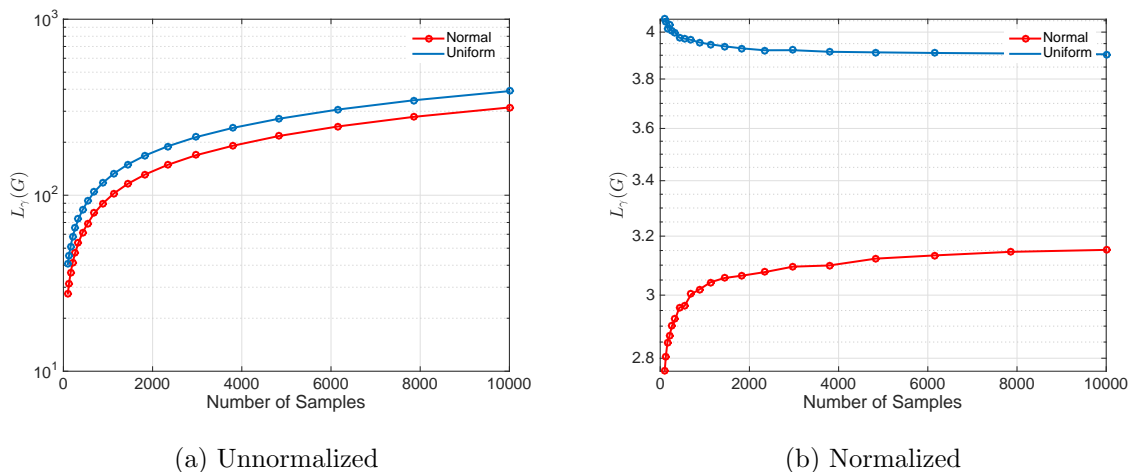 10^3
Normal
Uniform
10^2
10^1
L_γ(G)
0 2000 4000 6000 8000 10000
Number of Samples
(a) Unnormalized
4
Normal
Uniform
3.8
3.6
3.4
3.2
3
2.8
L_γ(G)
0 2000 4000 6000 8000 10000
Number of Samples
(b) Normalized